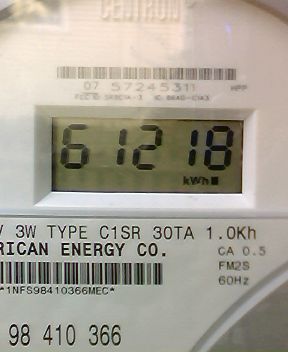 CENTRON
07 57245311
61218
kWh
V 3W TYPE C1SR 30TA 1.0Kh
RICAN ENERGY CO.
CA 0.5
FM2S
60Hz
*1NFS98410366MEC*
98 410 366